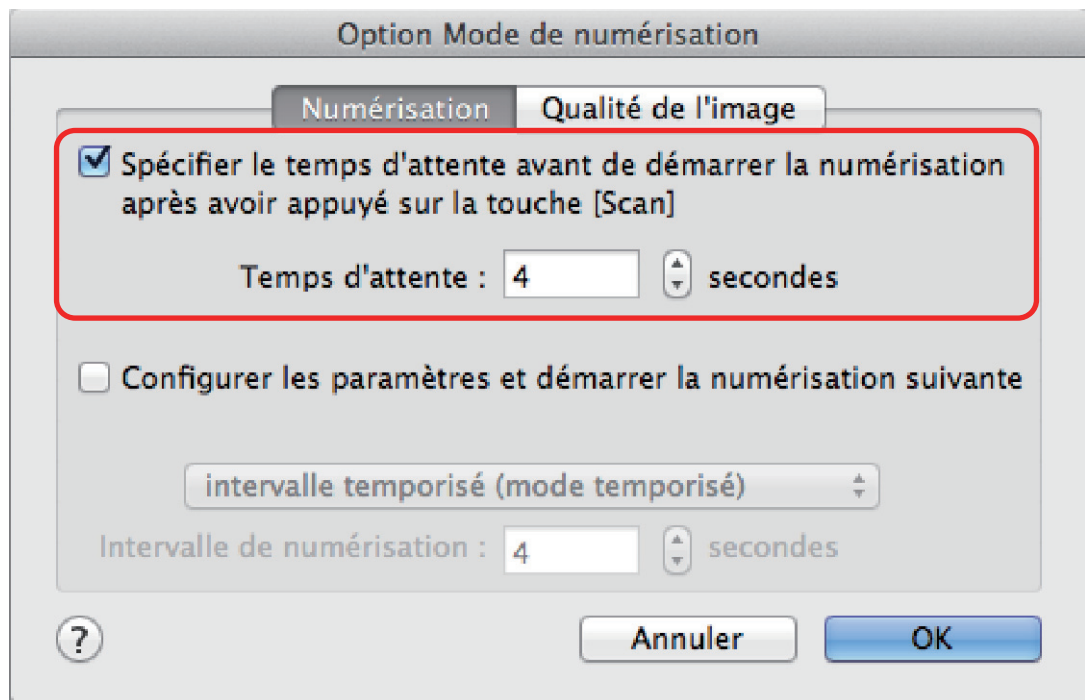 Option Mode de numérisation
Numérisation
Qualité de l'image
Spécifier le temps d'attente avant de démarrer la numérisation
après avoir appuyé sur la touche [Scan]
Temps d'attente : 4 secondes
Configurer les paramètres et démarrer la numérisation suivante
intervalle temporisé (mode temporisé)
Intervalle de numérisation : 4 secondes
? Annuler OK